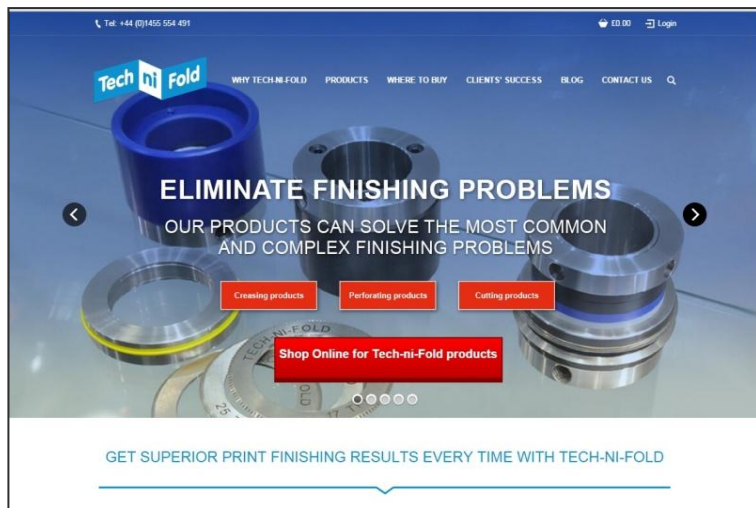 Tel: +44 (0)1455 554 491
£0.00 Login
Tech ni Fold
WHY TECH-NI-FOLD PRODUCTS WHERE TO BUY CLIENTS' SUCCESS BLOG CONTACT US
ELIMINATE FINISHING PROBLEMS
OUR PRODUCTS CAN SOLVE THE MOST COMMON
AND COMPLEX FINISHING PROBLEMS
Creasing products Perforating products Cutting products
TECH-NI-FOLD
Shop Online for Tech-ni-Fold products
GET SUPERIOR PRINT FINISHING RESULTS EVERY TIME WITH TECH-NI-FOLD